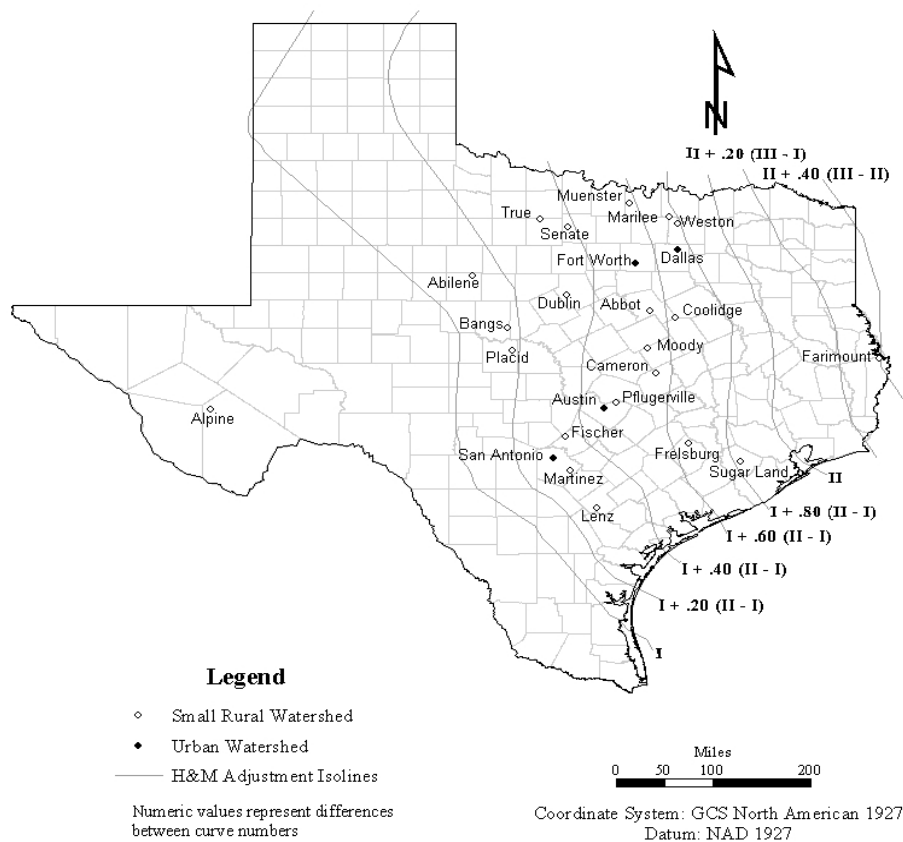 N
II + .20 (III - I)
II + .40 (III - II)
Muenster
True
Marilee
Weston
Senate
Fort Worth
Dallas
Abilene
Dublin
Abbot
Coolidge
Bangs
Moody
Placid
Farimount
Cameron
Austin
Pflugerville
Alpine
Fischer
San Antonio
Frelsburg
Martinez
Sugar Land
II
Lenz
I + .80 (II - I)
I + .60 (II - I)
I + .40 (II - I)
I + .20 (II - I)
I
Legend
Small Rural Watershed
Urban Watershed
H&M Adjustment Isolines
Numeric values represent differences
between curve numbers
Miles
0 50 100 200
Coordinate System: GCS North American 1927
Datum: NAD 1927